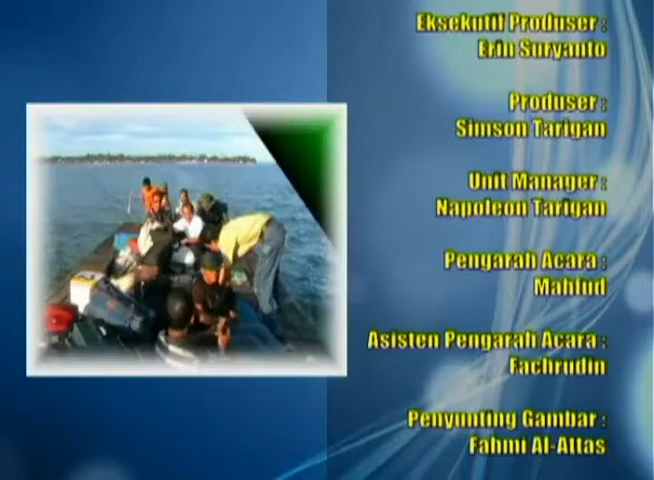 Eksekutif Produser :
Erin Suryanto
Produser :
Simson Tarigan
Unit Manager :
Napoleon Tarigan
Pengarah Acara :
Mahfud
Asisten Pengarah Acara :
Fachrudin
Penyunting Gambar :
Fahmi Al-Attas